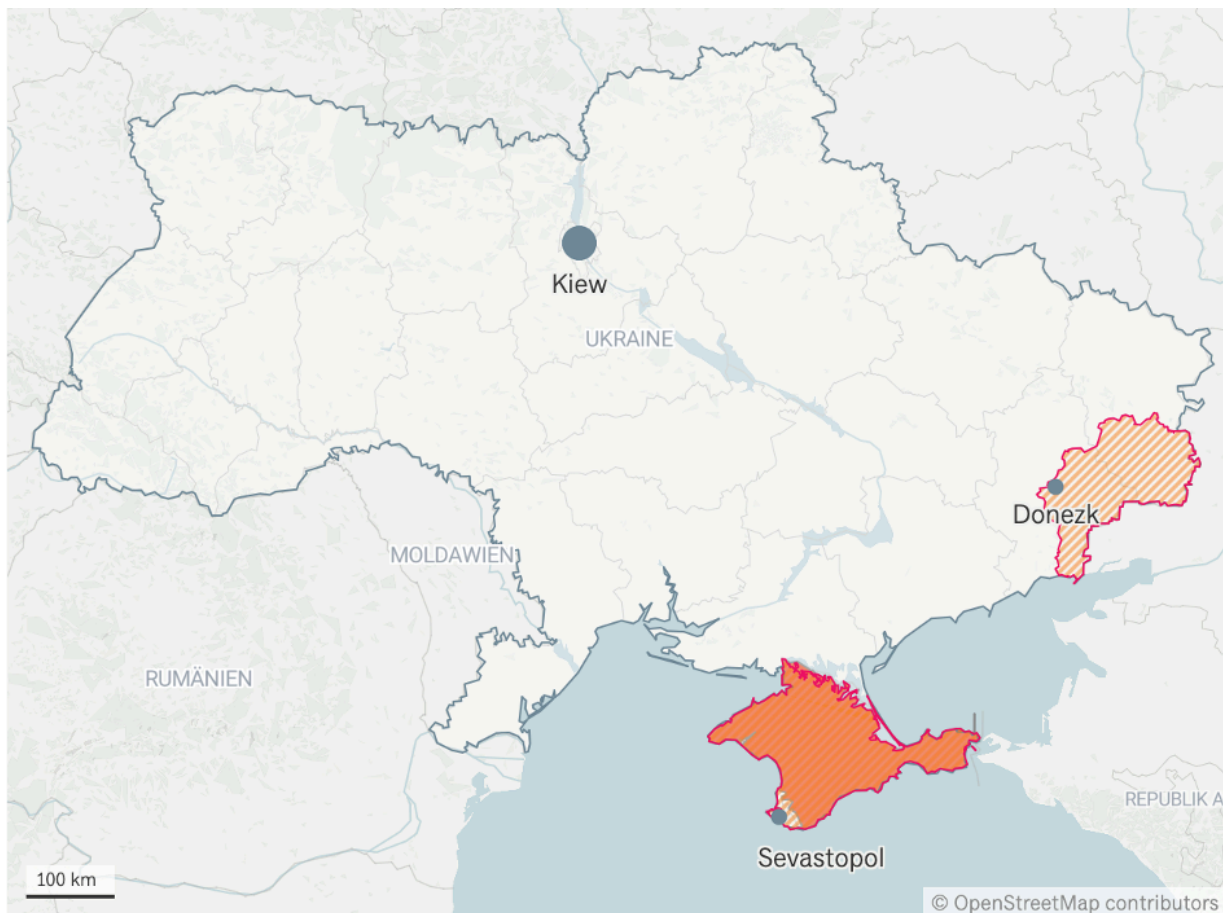 Kiew
UKRAINE
Donezk
MOLDAWIEN
RUMÄNIEN
REPUBLIK A
Sevastopol
100 km
© OpenStreetMap contributors